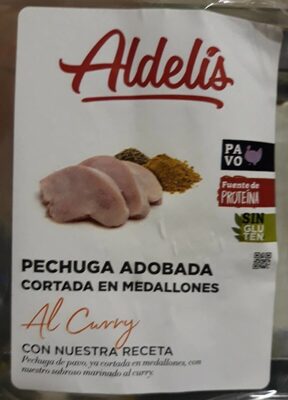 Aldelís
PAVO
Fuente de
PROTEÍNA
SIN
GLUTEN
PECHUGA ADOBADA
CORTADA EN MEDALLONES
Al Curry
CON NUESTRA RECETA
Pechuga de pavo, ya cortada en medallones, con
nuestro sabroso marinado al curry.